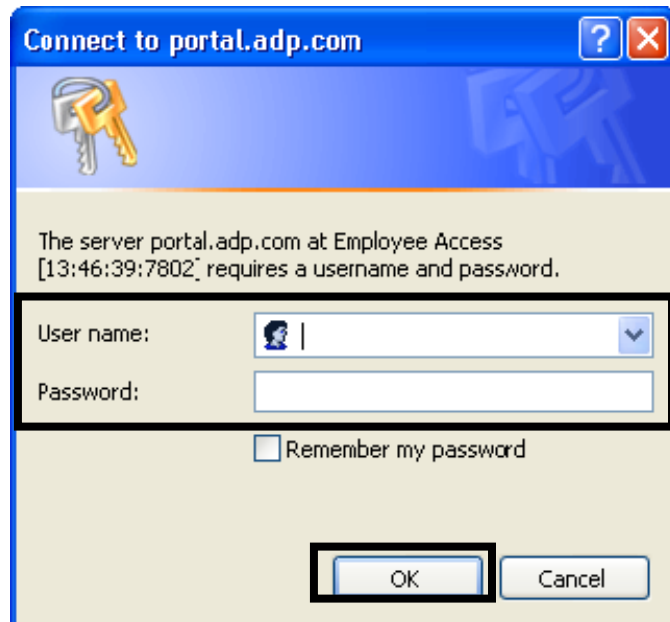 Connect to portal.adp.com
?
The server portal.adp.com at Employee Access
[13:46:39:7802] requires a username and password.
User name:
Password:
Remember my password
OK Cancel